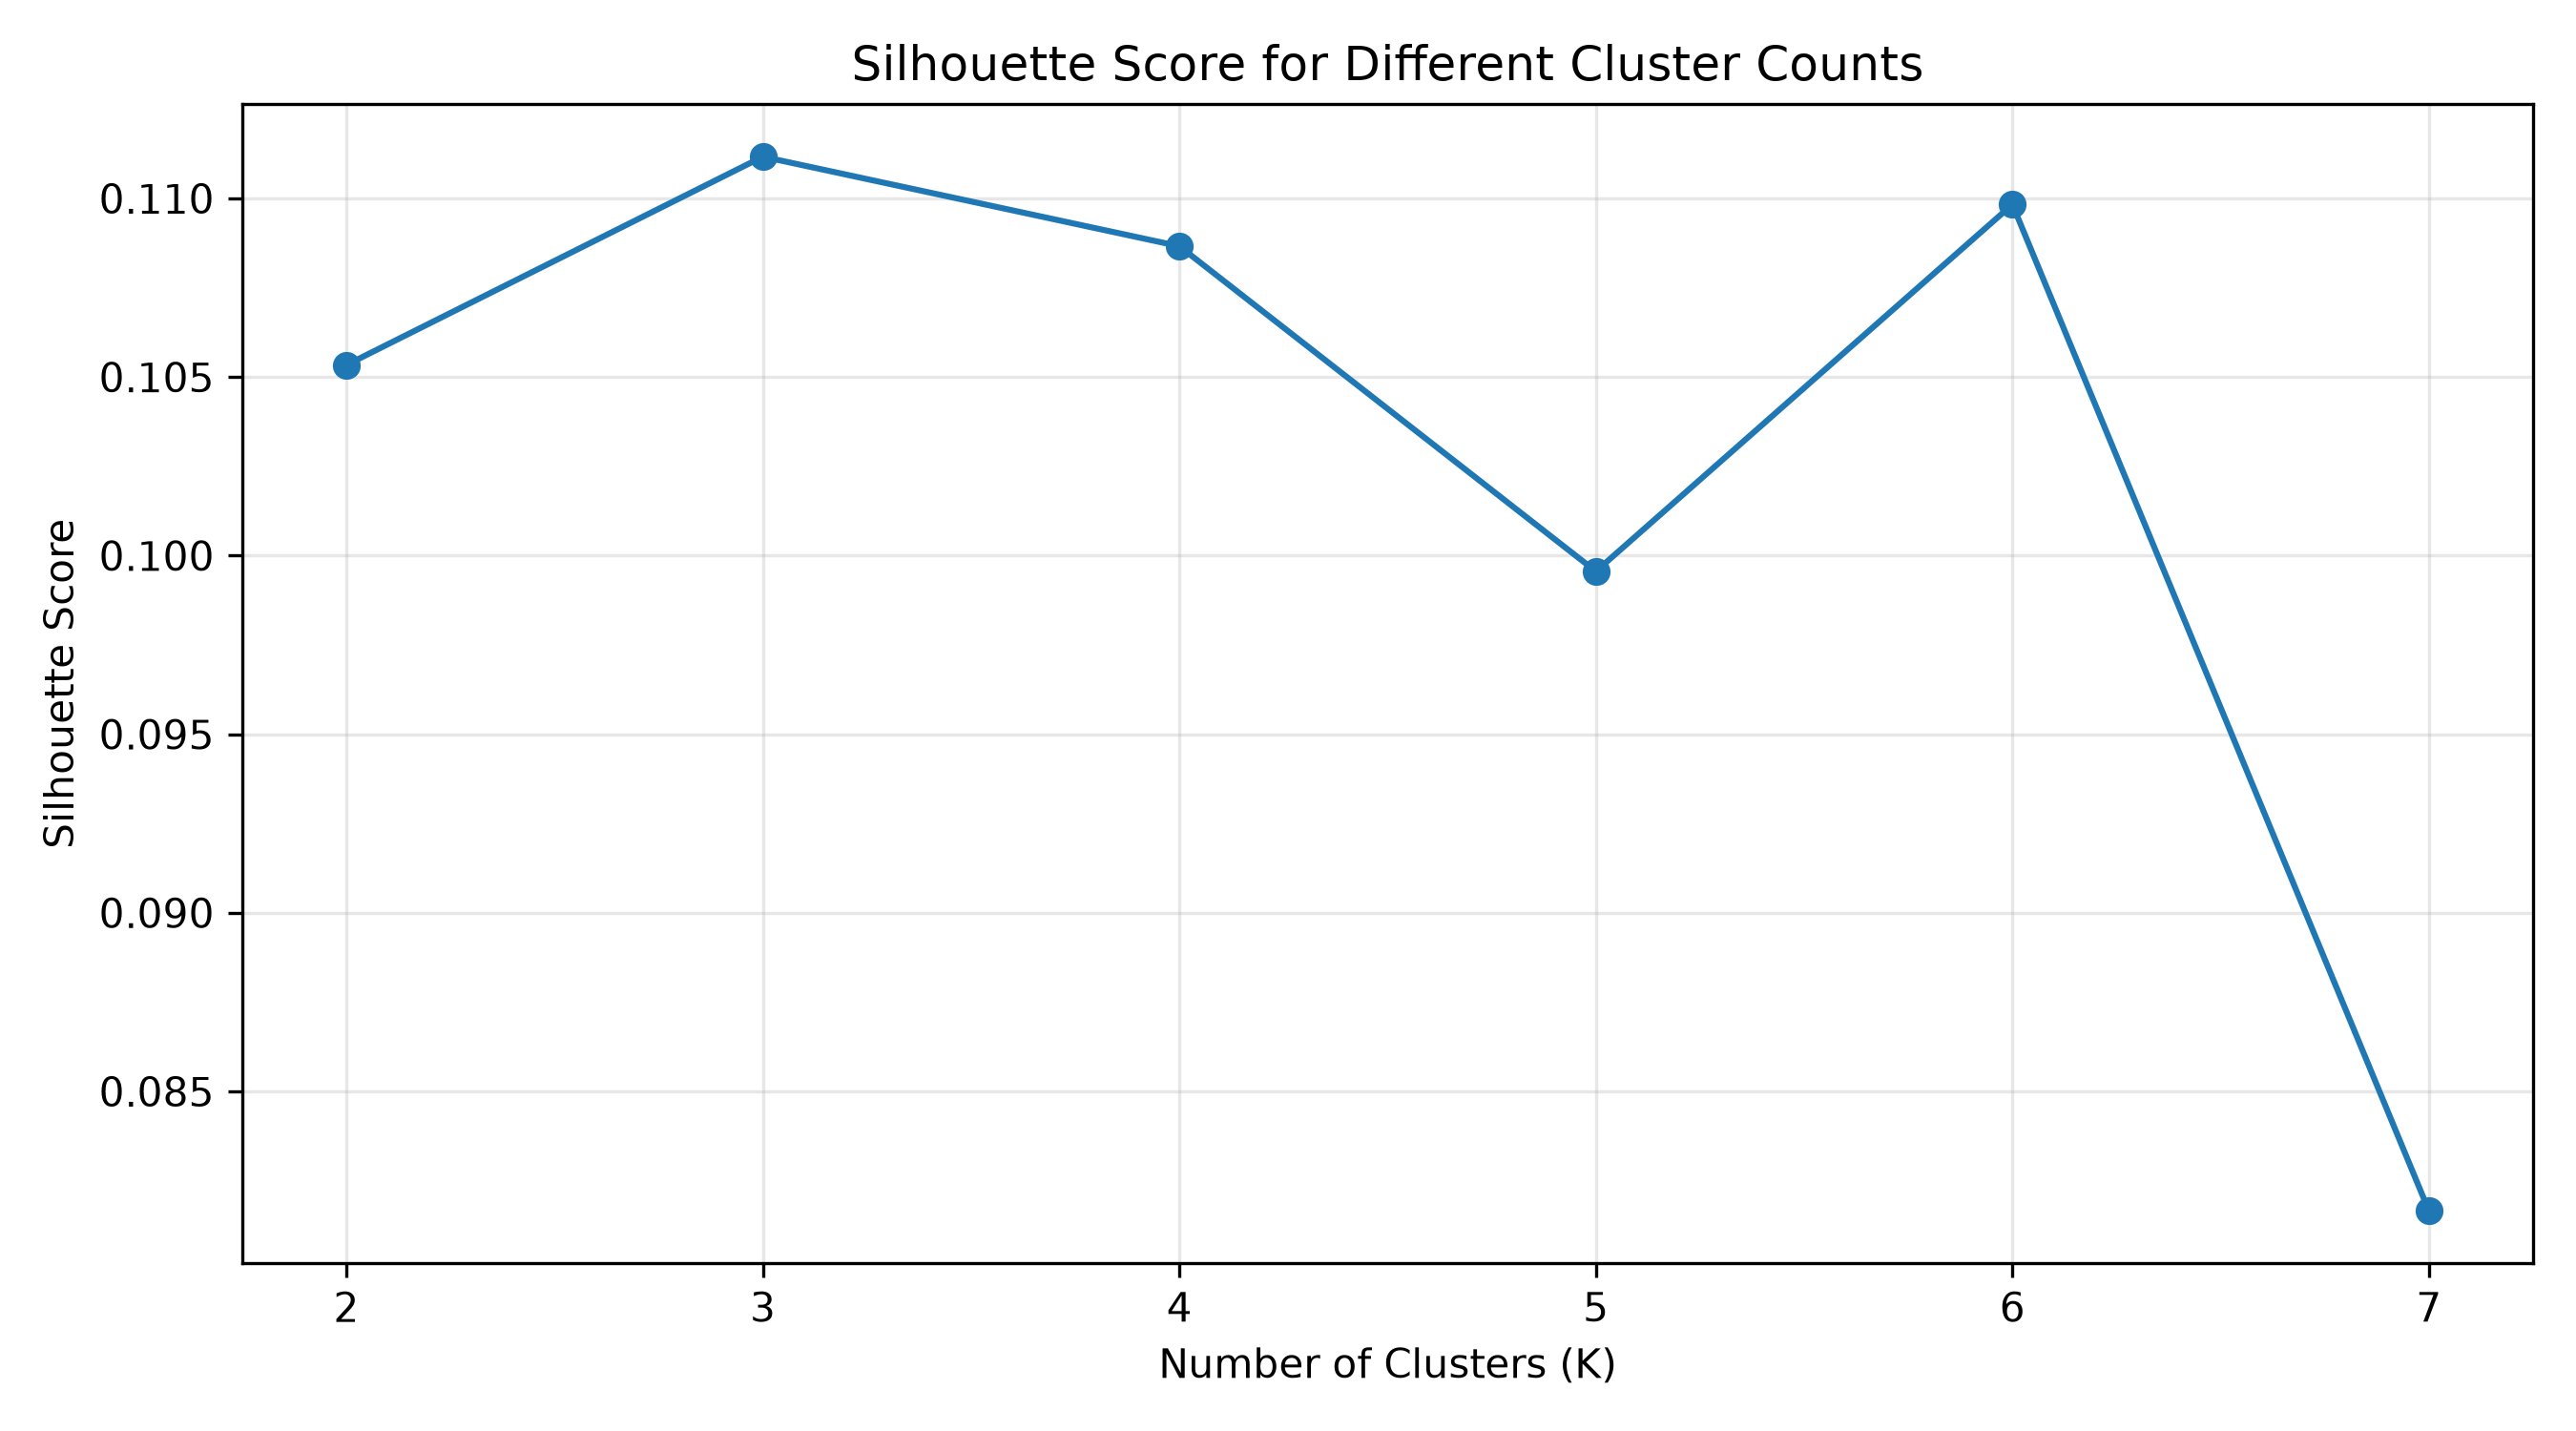 Silhouette Score for Different Cluster Counts
0.110
0.105
0.100
0.095
0.090
0.085
Silhouette Score
2 3 4 5 6 7
Number of Clusters (K)